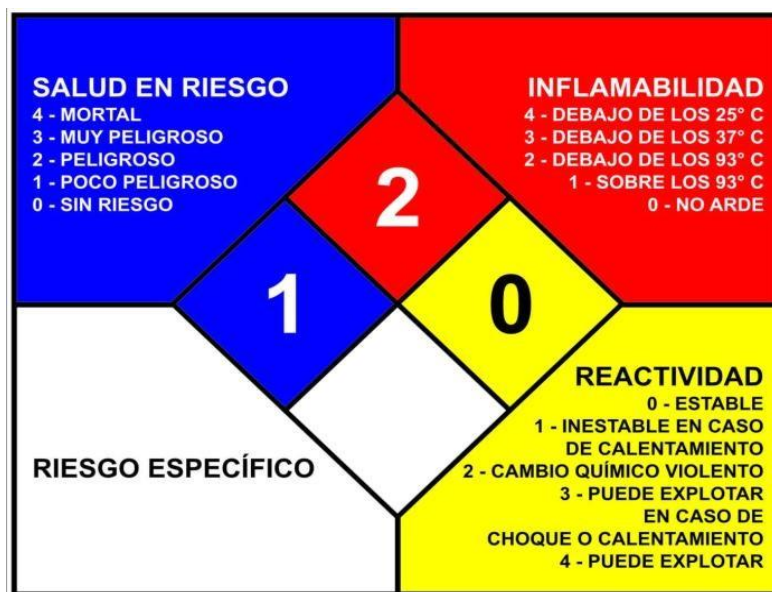 SALUD EN RIESGO
4 - MORTAL
3 - MUY PELIGROSO
2 - PELIGROSO
1 - POCO PELIGROSO
0 - SIN RIESGO
INFLAMABILIDAD
4 - DEBAJO DE LOS 25° C
3 - DEBAJO DE LOS 37° C
2 - DEBAJO DE LOS 93° C
1 - SOBRE LOS 93° C
0 - NO ARDE
2
1
0
RIESGO ESPECÍFICO
REACTIVIDAD
0 - ESTABLE
1 - INESTABLE EN CASO
DE CALENTAMIENTO
2 - CAMBIO QUÍMICO VIOLENTO
3 - PUEDE EXPLOTAR
EN CASO DE
CHOQUE O CALENTAMIENTO
4 - PUEDE EXPLOTAR